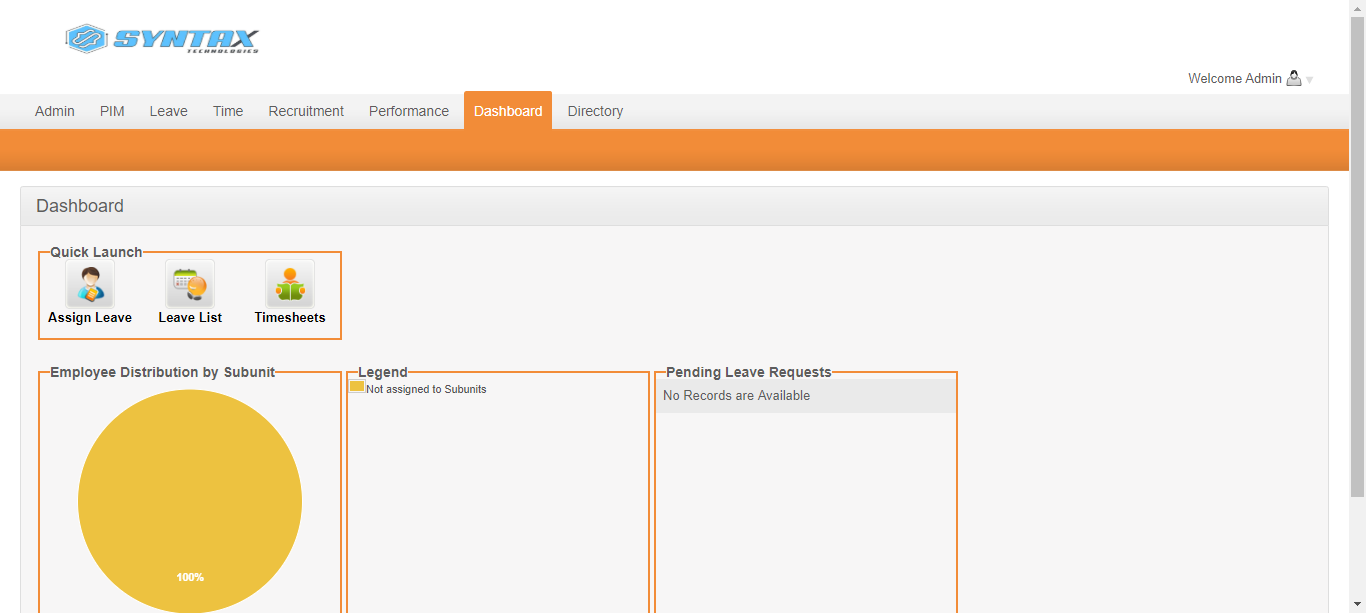 SYNTAX
TECHNOLOGIES
Welcome Admin
Admin PIM Leave Time Recruitment Performance Dashboard Directory
Dashboard
Quick Launch
Assign Leave Leave List Timesheets
Employee Distribution by Subunit
100%
Legend
Not assigned to Subunits
Pending Leave Requests
No Records are Available